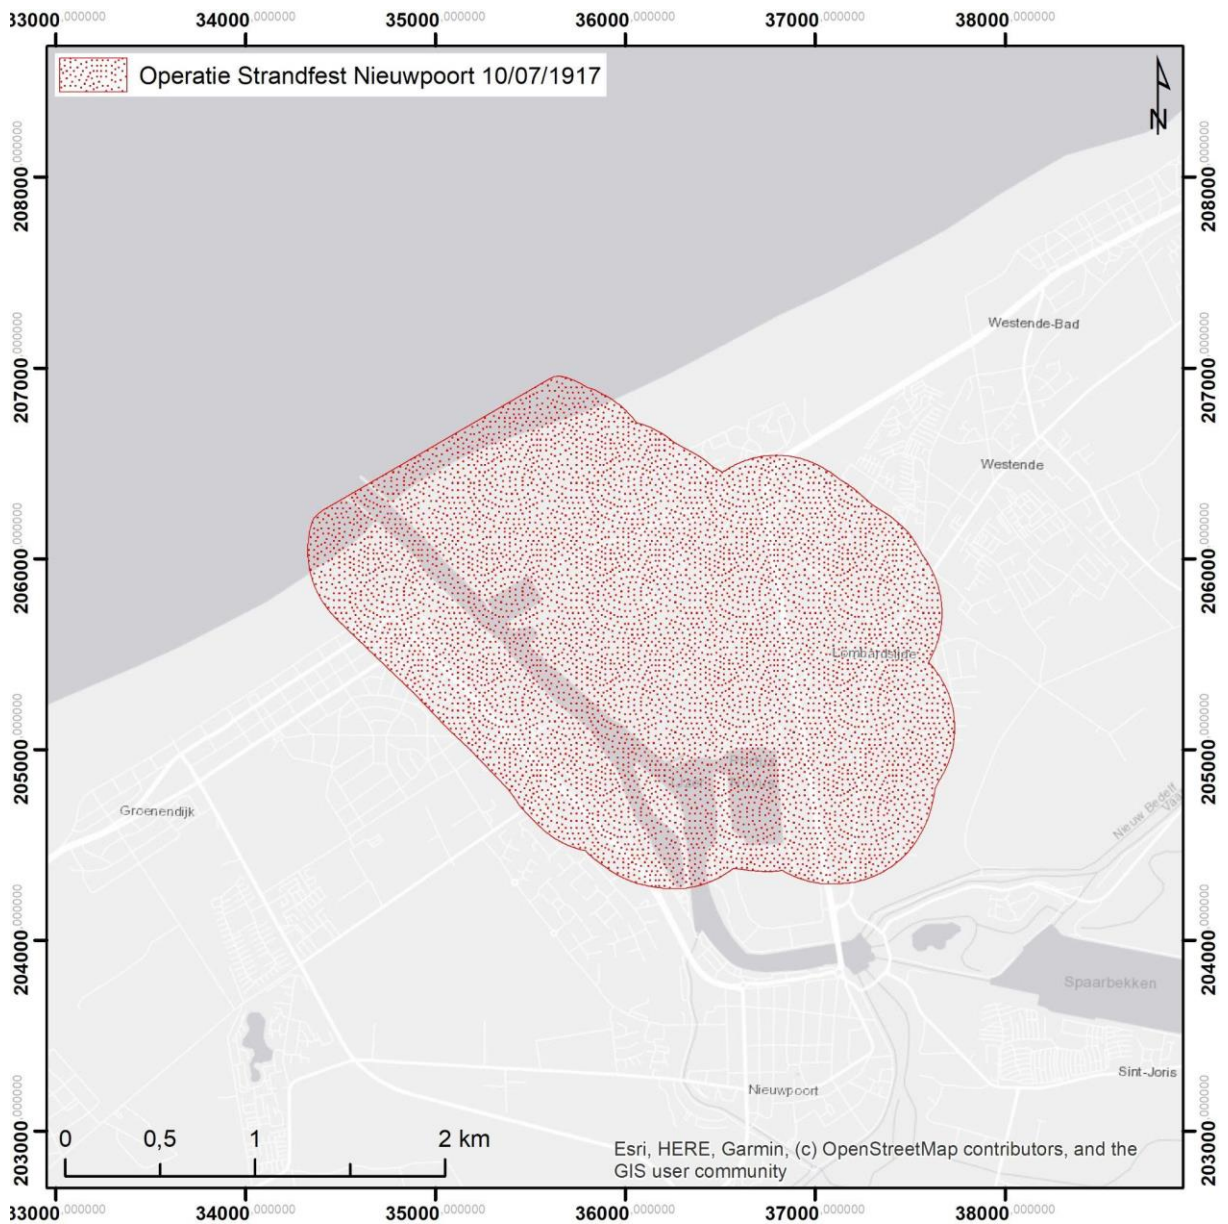 33000,000000 34000,000000 35000,000000 36000,000000 37000,000000 38000,000000
Operatie Strandfest Nieuwpoort 10/07/1917
N
208000,000000 208000,000000
Westende-Bad
207000,000000 207000,000000
Westende
206000,000000 206000,000000
Lombardsijde
205000,000000 205000,000000
Groenendijk
Nieuw Bedelf
204000,000000 204000,000000
Spaarbekken
Sint-Joris
Nieuwpoort
203000,000000 203000,000000
0 0,5 1 2 km
Esri, HERE, Garmin, (c) OpenStreetMap contributors, and the
GIS user community
33000,000000 34000,000000 35000,000000 36000,000000 37000,000000 38000,000000